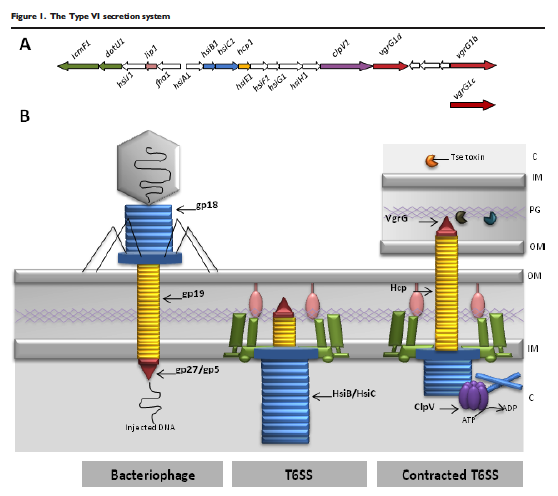 Figure 1. The Type VI secretion system
A
icmF1
dotU1
hsiJ1
lip1
fha1
hsiA1
hsiB1
hsiC1
hcp1
hsiE1
hsiF1
hsiG1
hsiH1
clpV1
vgrG1a
vgrG1b
vgrG1c
B
gp18
gp19
gp27/gp5
Injected DNA
HsiB/HsiC
Tse toxin
C
IM
PG
VgrG
OM
OM
Hcp
IM
C
ClpV
ATP
ADP
Bacteriophage
T6SS
Contracted T6SS